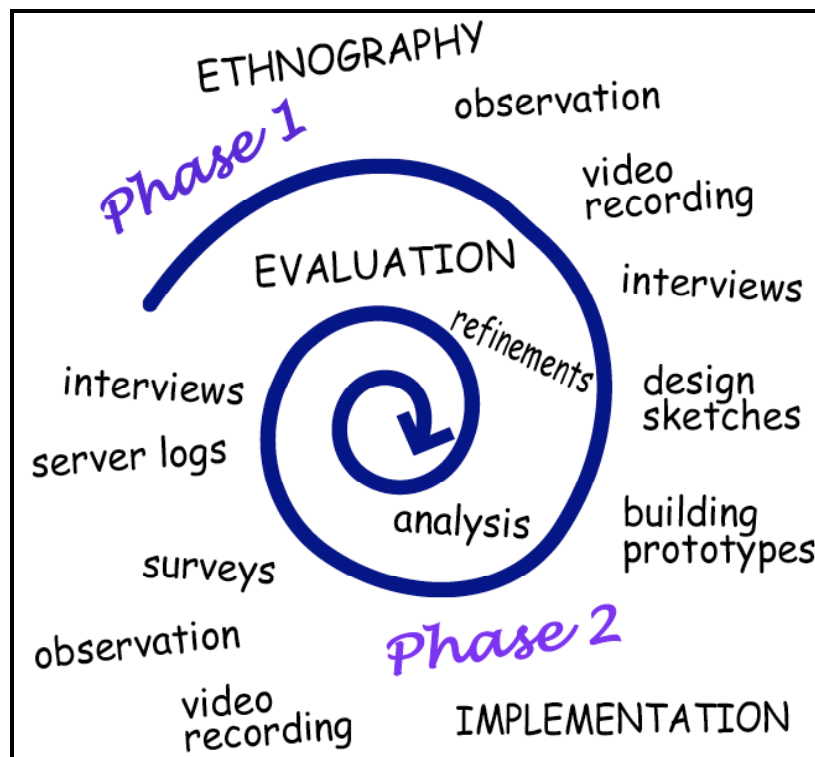 ETHNOGRAPHY
Phase 1
observation
video
recording
interviews
design
sketches
building
prototypes
Phase 2
IMPLEMENTATION
video
recording
observation
surveys
server logs
interviews
EVALUATION
refinements
analysis